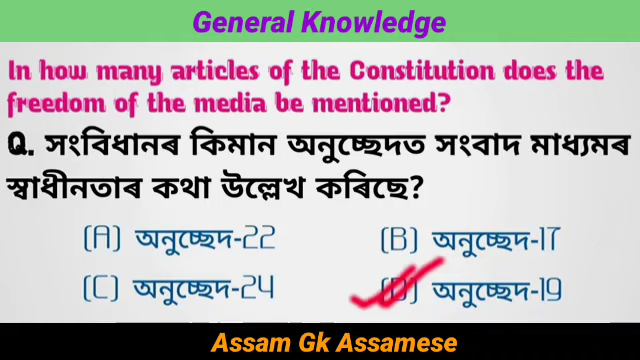 General Knowledge
In how many articles of the Constitution does the
freedom of the media be mentioned?
Q. সংবিধানৰ কিমান অনুচ্ছেদত সংবাদ মাধ্যমৰ
স্বাধীনতাৰ কথা উল্লেখ কৰিছে?
(A) অনুচ্ছেদ-22 (B) অনুচ্ছেদ-17
(C) অনুচ্ছেদ-24 (D) অনুচ্ছেদ-19
Assam Gk Assamese